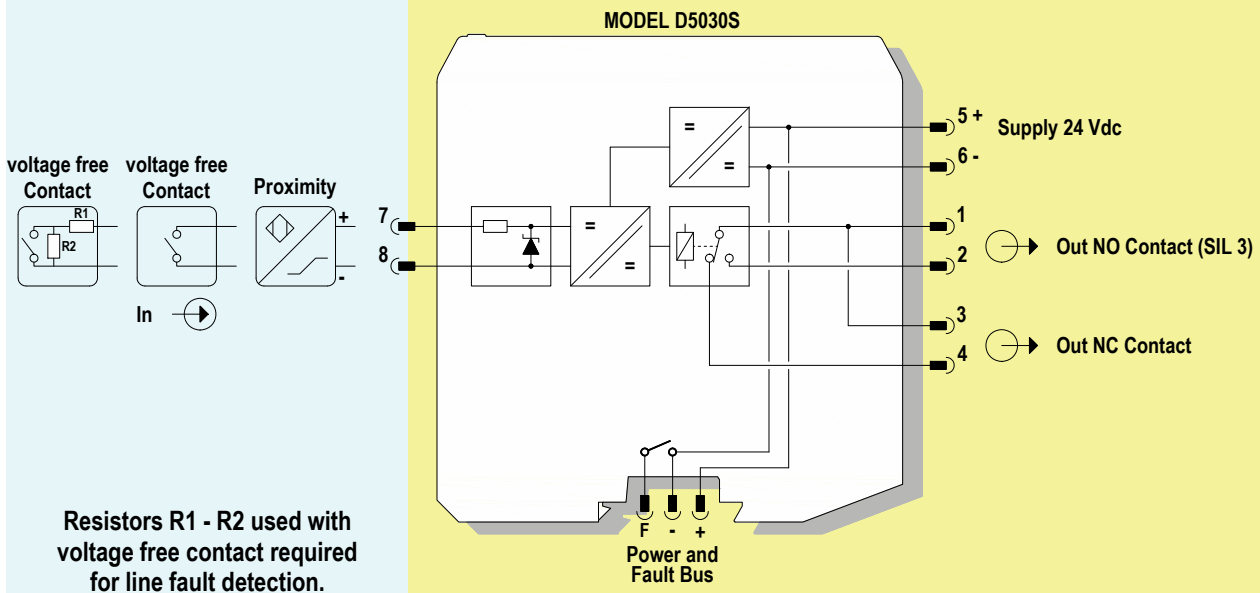 MODEL D5030S
voltage free
Contact
voltage free
Contact
Proximity
R1
R2
+
-
In
7
8
=
=
=
=
5 +
Supply 24 Vdc
6 -
1
2
Out NO Contact (SIL 3)
3
4
Out NC Contact
F - +
Power and
Fault Bus
Resistors R1 - R2 used with
voltage free contact required
for line fault detection.